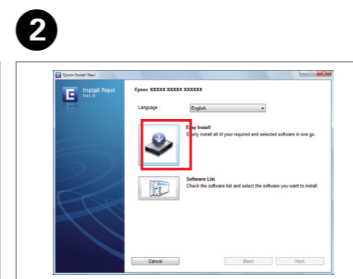 2
Epson Install Navi
Install Navi
Epson XXXXX XXXXX XXXXXX
Language :
English
Easy Install
Easily install all of your required and selected software in one go.
Software List
Check the software list and select the software you want to install.
Cancel
Back
Next